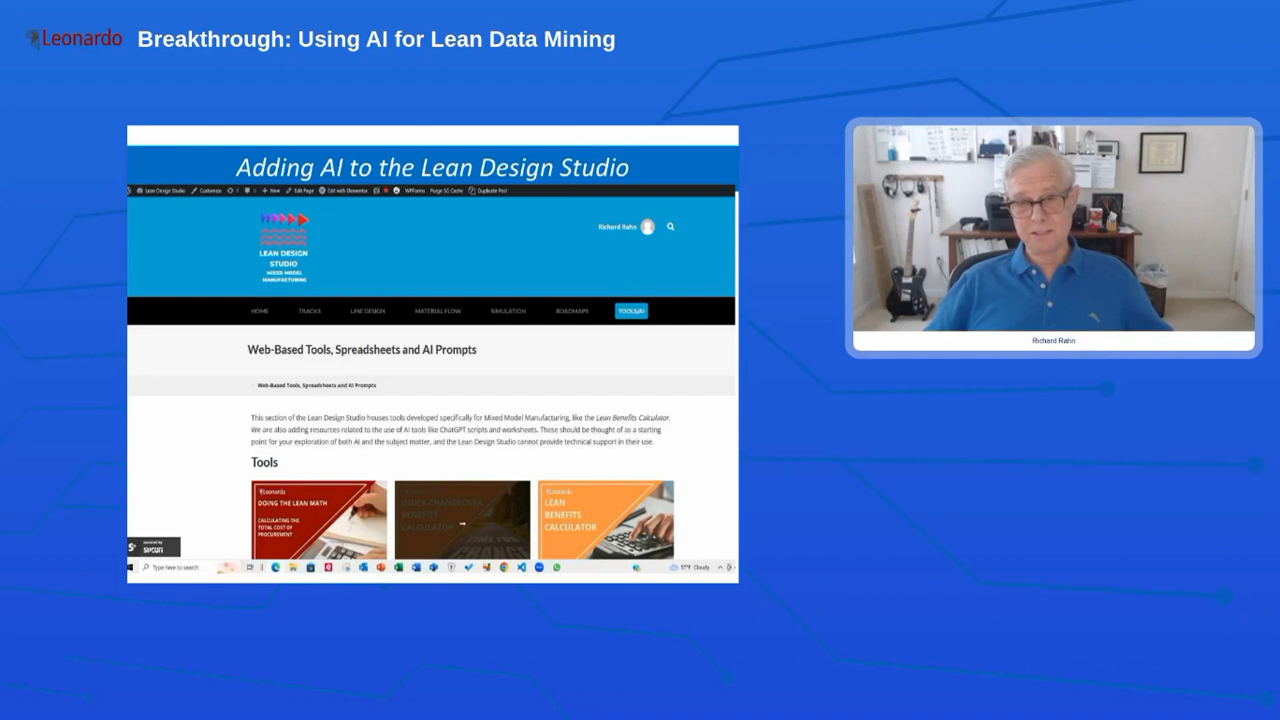 Leonardo
Breakthrough: Using AI for Lean Data Mining
Adding AI to the Lean Design Studio
Lean Design Studio Customize 1 New Edit Page Edit with Elementor WPForms Purge SG Cache Duplicate Post
LEAN DESIGN
STUDIO
MIXED MODEL
MANUFACTURING
Richard Rahn
HOME TRACKS LINE DESIGN MATERIAL FLOW SIMULATION ROADMAPS TOOLS/AI
Web-Based Tools, Spreadsheets and AI Prompts
Web-Based Tools, Spreadsheets and AI Prompts
This section of the Lean Design Studio houses tools developed specifically for Mixed Model Manufacturing, like the Lean Benefits Calculator.
We are also adding resources related to the use of AI tools like ChatGPT scripts and worksheets. These should be thought of as a starting
point for your exploration of both AI and the subject matter, and the Lean Design Studio cannot provide technical support in their use.
Tools
Leonardo
DOING THE LEAN MATH
CALCULATING THE
TOTAL COST OF
PROCUREMENT
QUICK CHANGEOVER
BENEFITS
CALCULATOR
Leonardo
LEAN
BENEFITS
CALCULATOR
secured by
sucuri
Type here to search
57°F Cloudy
Richard Rahn